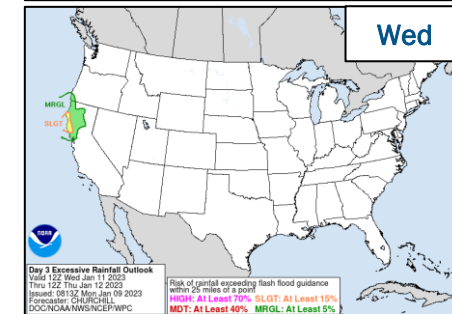 Wed
MRGL
SLGT
NOAA
Day 3 Excessive Rainfall Outlook
Valid 12Z Wed Jan 11 2023
Thru 12Z Thu Jan 12 2023
Issued: 0813Z Mon Jan 09 2023
Forecaster: CHURCHILL
DOC/NOAA/NWS/NCEP/WPC
Risk of rainfall exceeding flash flood guidance
within 25 miles of a point
HIGH: At Least 70% SLGT: At Least 15%
MDT: At Least 40% MRGL: At Least 5%